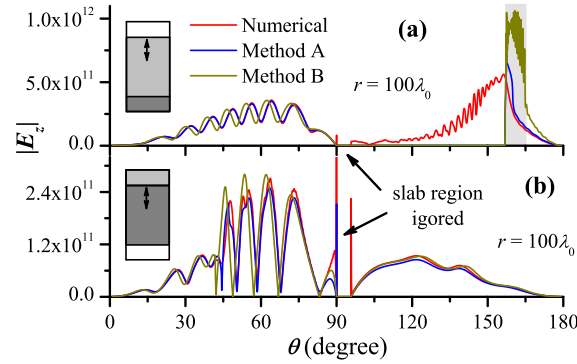 1.0x10¹²
Numerical
(a)
Method A
Method B
5.0x10¹¹
r = 100λ₀
0.0
|E_z|
2.4x10¹¹
slab region
igored
(b)
r = 100λ₀
1.2x10¹¹
0.0
0 30 60 90 120 150 180
θ (degree)